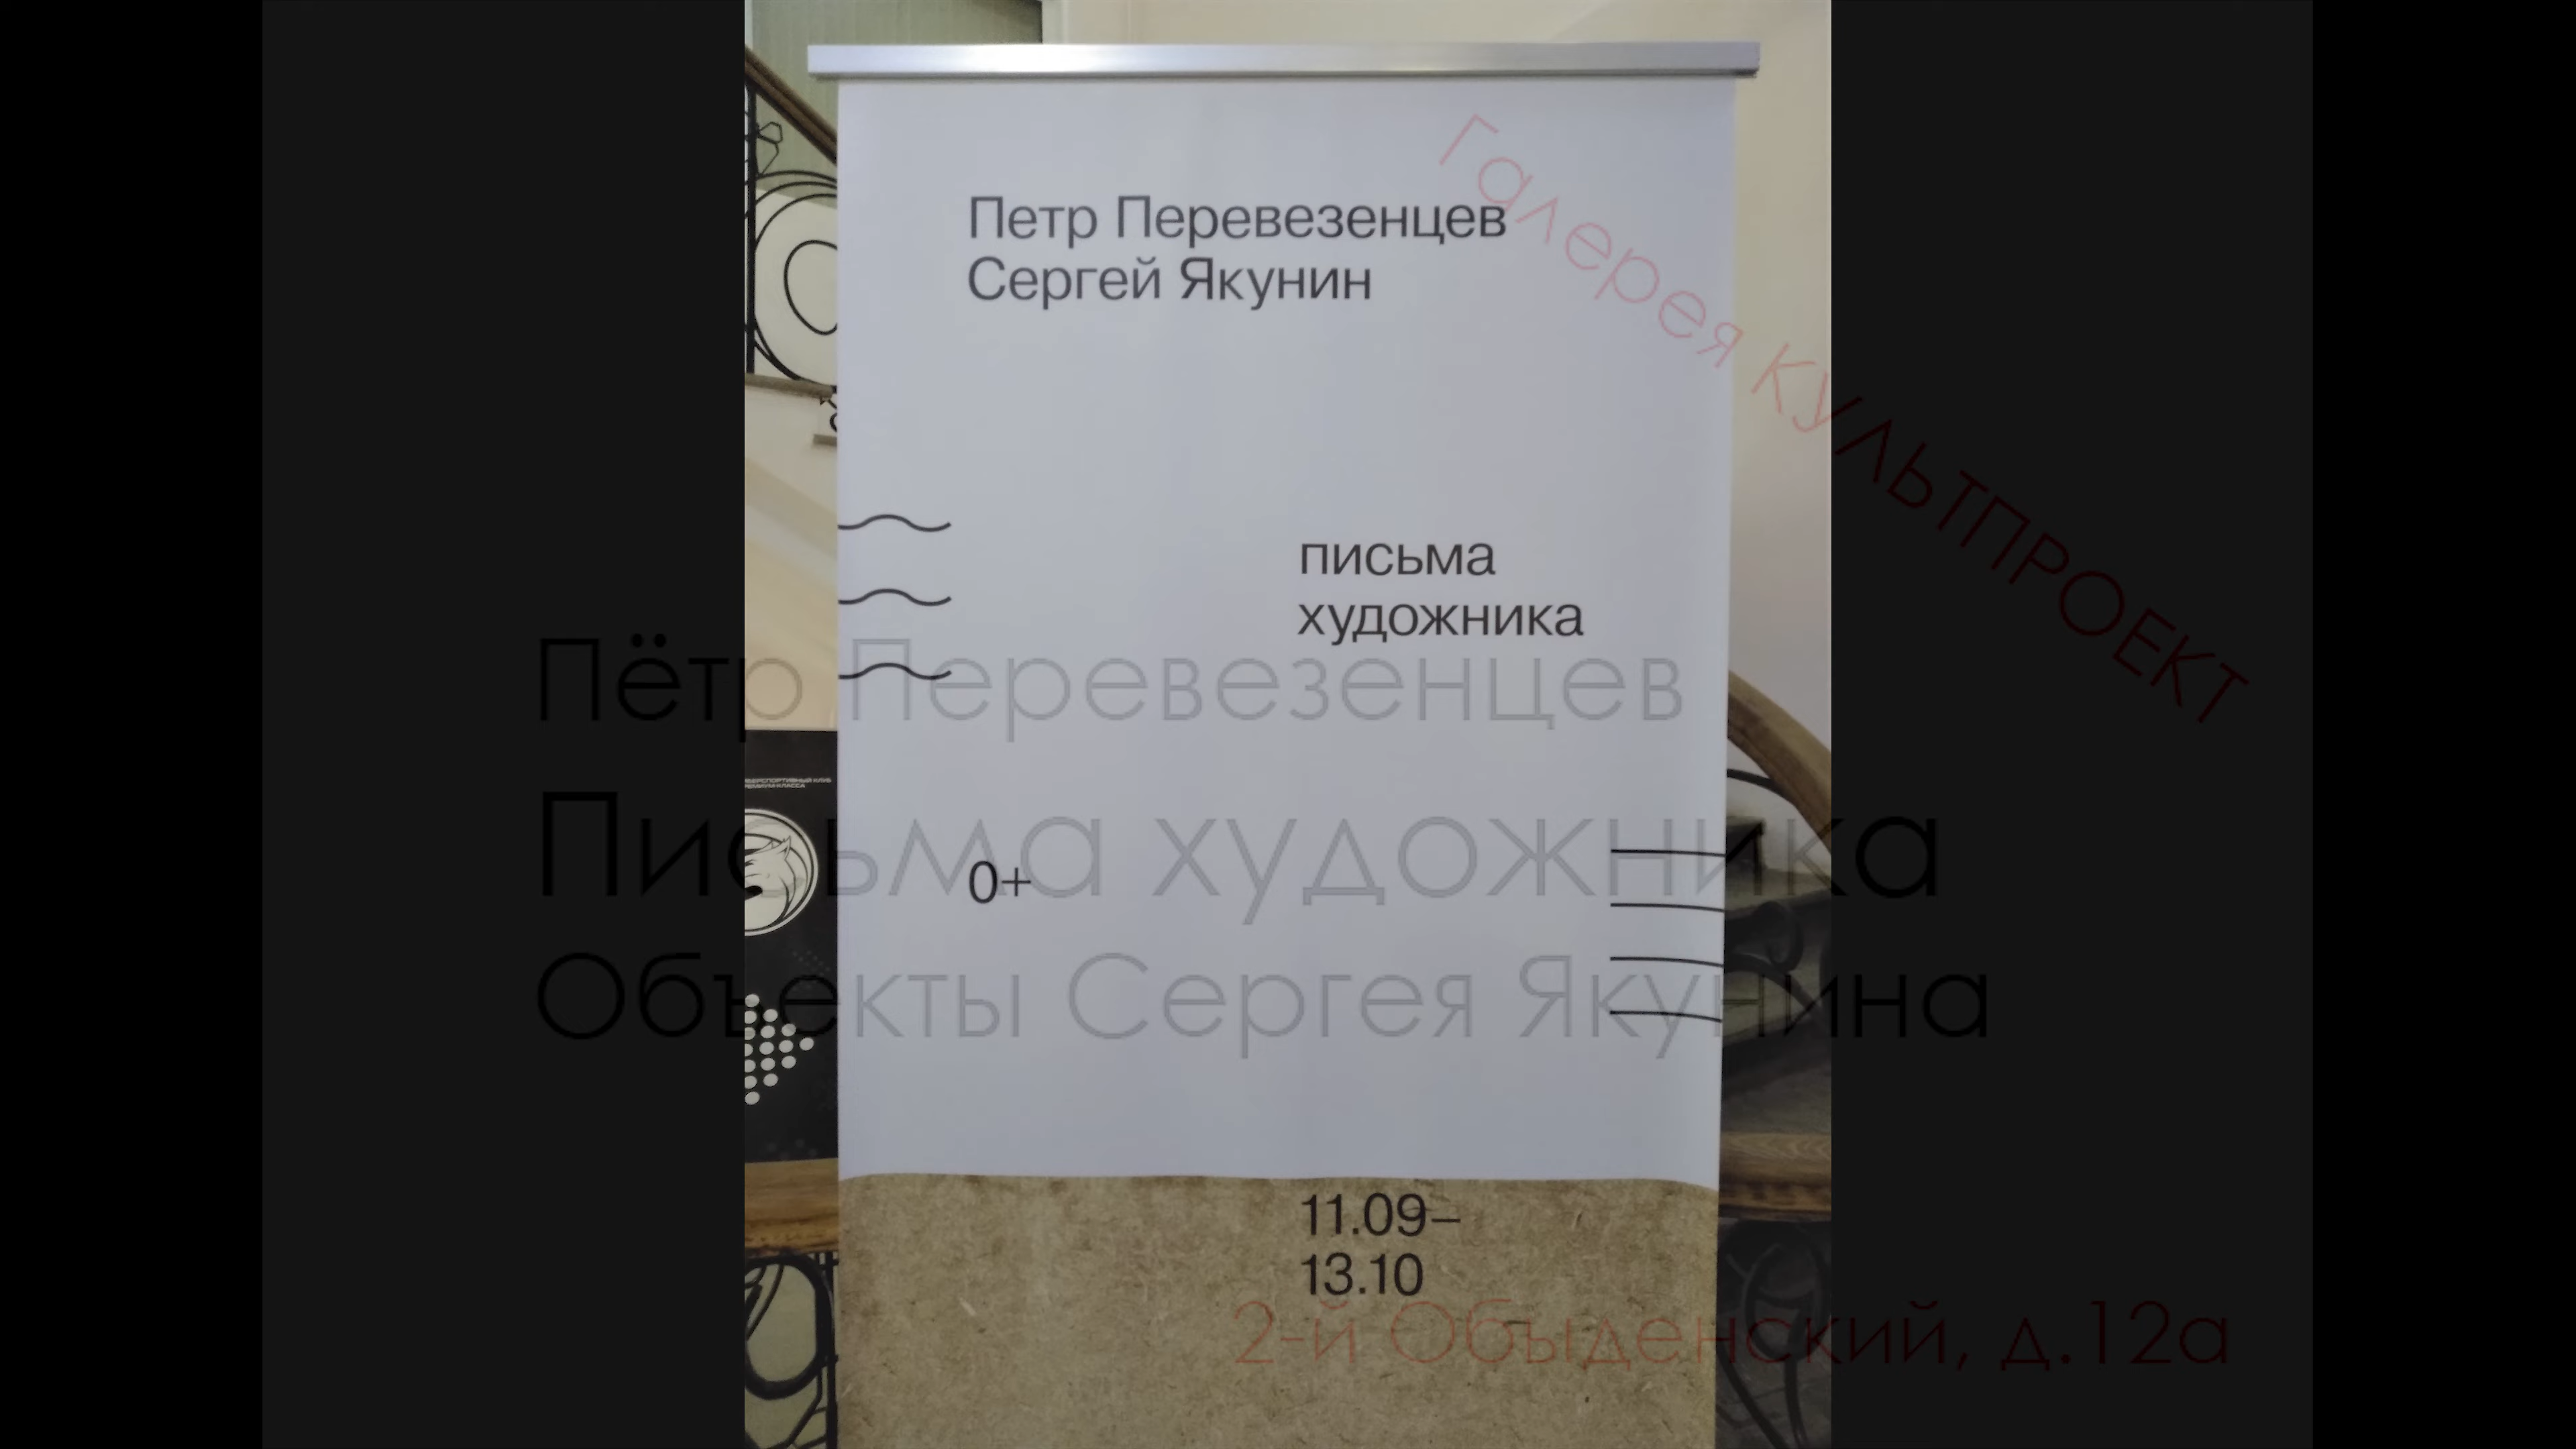 Петр Перевезенцев
Сергей Якунин
Галерея КУЛЬТПРОЕКТ
письма
художника
Пётр Перевезенцев
Письма художника
0+
Объекты Сергея Якунина
11.09–
13.10
2-й Обыденский, д.12а